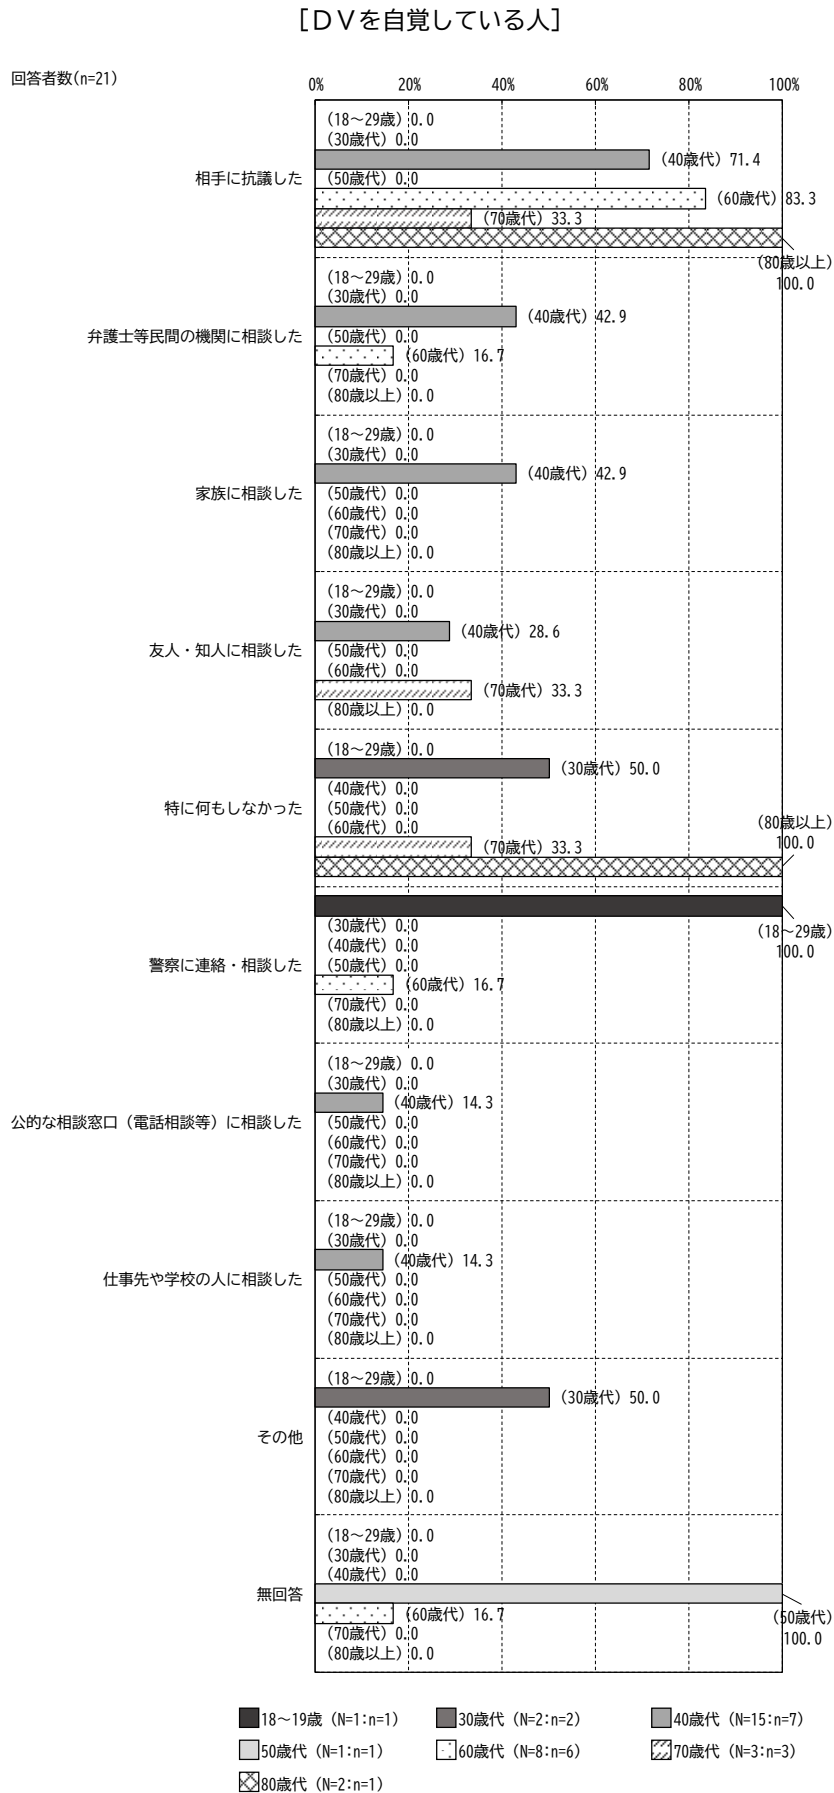 ［ＤＶを自覚している人］
回答者数(n=21)
0% 20% 40% 60% 80% 100%
相手に抗議した
(18～29歳) 0.0
(30歳代) 0.0
(40歳代) 71.4
(50歳代) 0.0
(60歳代) 83.3
(70歳代) 33.3
(80歳以上)
100.0
弁護士等民間の機関に相談した
(18～29歳) 0.0
(30歳代) 0.0
(40歳代) 42.9
(50歳代) 0.0
(60歳代) 16.7
(70歳代) 0.0
(80歳以上) 0.0
家族に相談した
(18～29歳) 0.0
(30歳代) 0.0
(40歳代) 42.9
(50歳代) 0.0
(60歳代) 0.0
(70歳代) 0.0
(80歳以上) 0.0
友人・知人に相談した
(18～29歳) 0.0
(30歳代) 0.0
(40歳代) 28.6
(50歳代) 0.0
(60歳代) 0.0
(70歳代) 33.3
(80歳以上) 0.0
特に何もしなかった
(18～29歳) 0.0
(30歳代) 50.0
(40歳代) 0.0
(50歳代) 0.0
(60歳代) 0.0
(70歳代) 33.3
(80歳以上)
100.0
警察に連絡・相談した
(18～29歳)
100.0
(30歳代) 0.0
(40歳代) 0.0
(50歳代) 0.0
(60歳代) 16.7
(70歳代) 0.0
(80歳以上) 0.0
公的な相談窓口（電話相談等）に相談した
(18～29歳) 0.0
(30歳代) 0.0
(40歳代) 14.3
(50歳代) 0.0
(60歳代) 0.0
(70歳代) 0.0
(80歳以上) 0.0
仕事先や学校の人に相談した
(18～29歳) 0.0
(30歳代) 0.0
(40歳代) 14.3
(50歳代) 0.0
(60歳代) 0.0
(70歳代) 0.0
(80歳以上) 0.0
その他
(18～29歳) 0.0
(30歳代) 50.0
(40歳代) 0.0
(50歳代) 0.0
(60歳代) 0.0
(70歳代) 0.0
(80歳以上) 0.0
無回答
(18～29歳) 0.0
(30歳代) 0.0
(40歳代) 0.0
(50歳代)
100.0
(60歳代) 16.7
(70歳代) 0.0
(80歳以上) 0.0
18～19歳 (N=1:n=1) 30歳代 (N=2:n=2) 40歳代 (N=15:n=7)
50歳代 (N=1:n=1) 60歳代 (N=8:n=6) 70歳代 (N=3:n=3)
80歳代 (N=2:n=1)